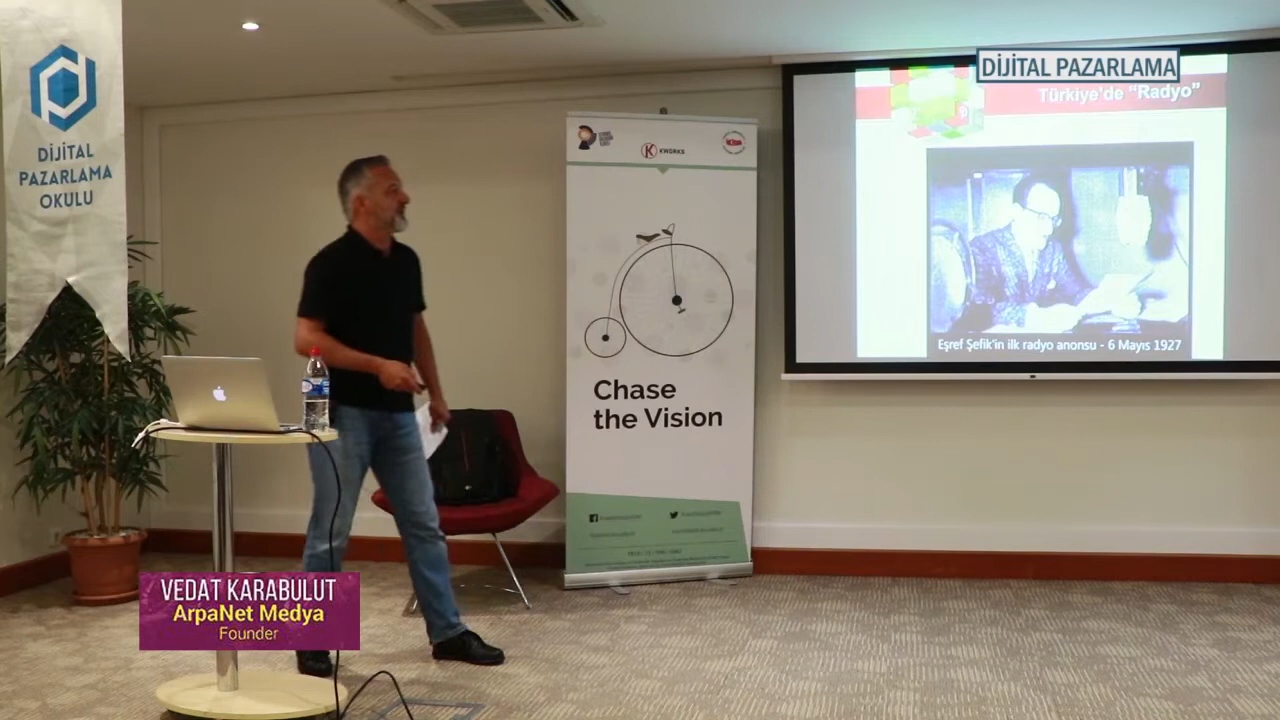 DİJİTAL
PAZARLAMA
OKULU
KWORKS
Chase
the Vision
DİJİTAL PAZARLAMA
Türkiye'de “Radyo”
Eşref Şefik'in ilk radyo anonsu - 6 Mayıs 1927
VEDAT KARABULUT
ArpaNet Medya
Founder